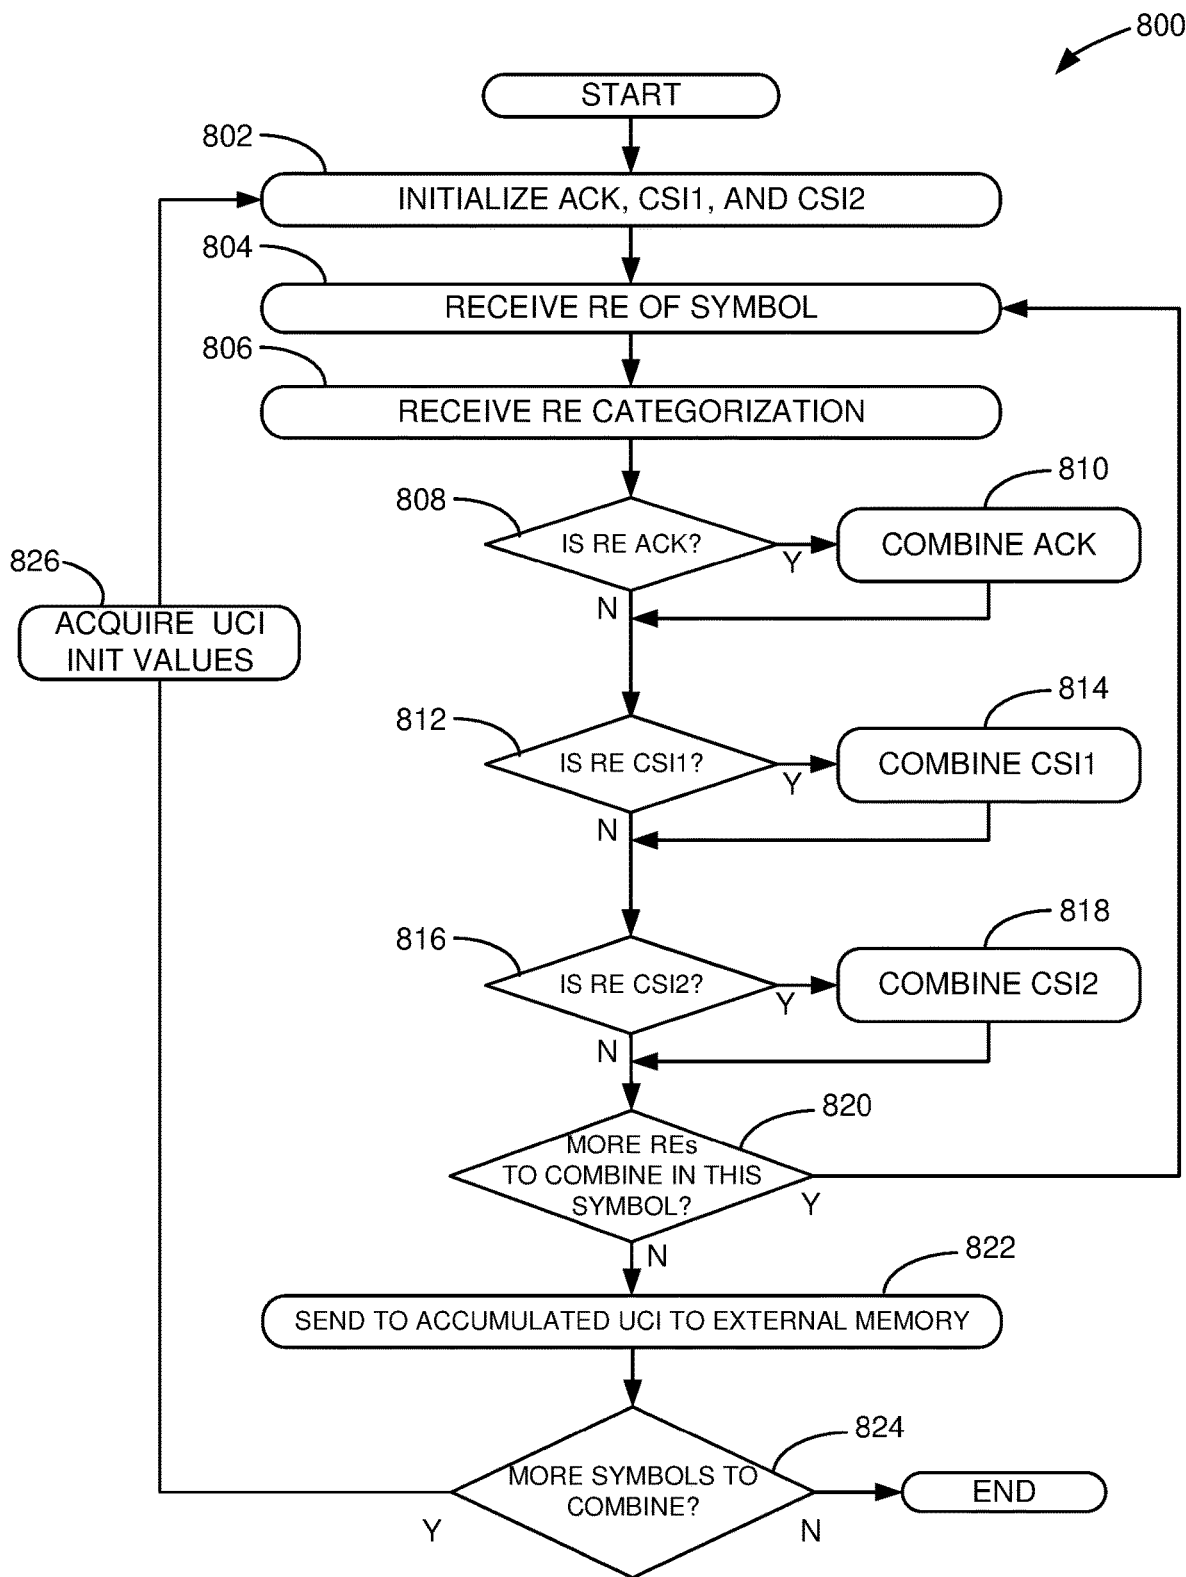 800
START
802
INITIALIZE ACK, CSI1, AND CSI2
804
RECEIVE RE OF SYMBOL
806
RECEIVE RE CATEGORIZATION
808
IS RE ACK?
Y
N
810
COMBINE ACK
826
ACQUIRE UCI
INIT VALUES
812
IS RE CSI1?
Y
N
814
COMBINE CSI1
816
IS RE CSI2?
Y
N
818
COMBINE CSI2
820
MORE REs
TO COMBINE IN THIS
SYMBOL?
Y
N
822
SEND TO ACCUMULATED UCI TO EXTERNAL MEMORY
824
MORE SYMBOLS TO
COMBINE?
Y
N
END